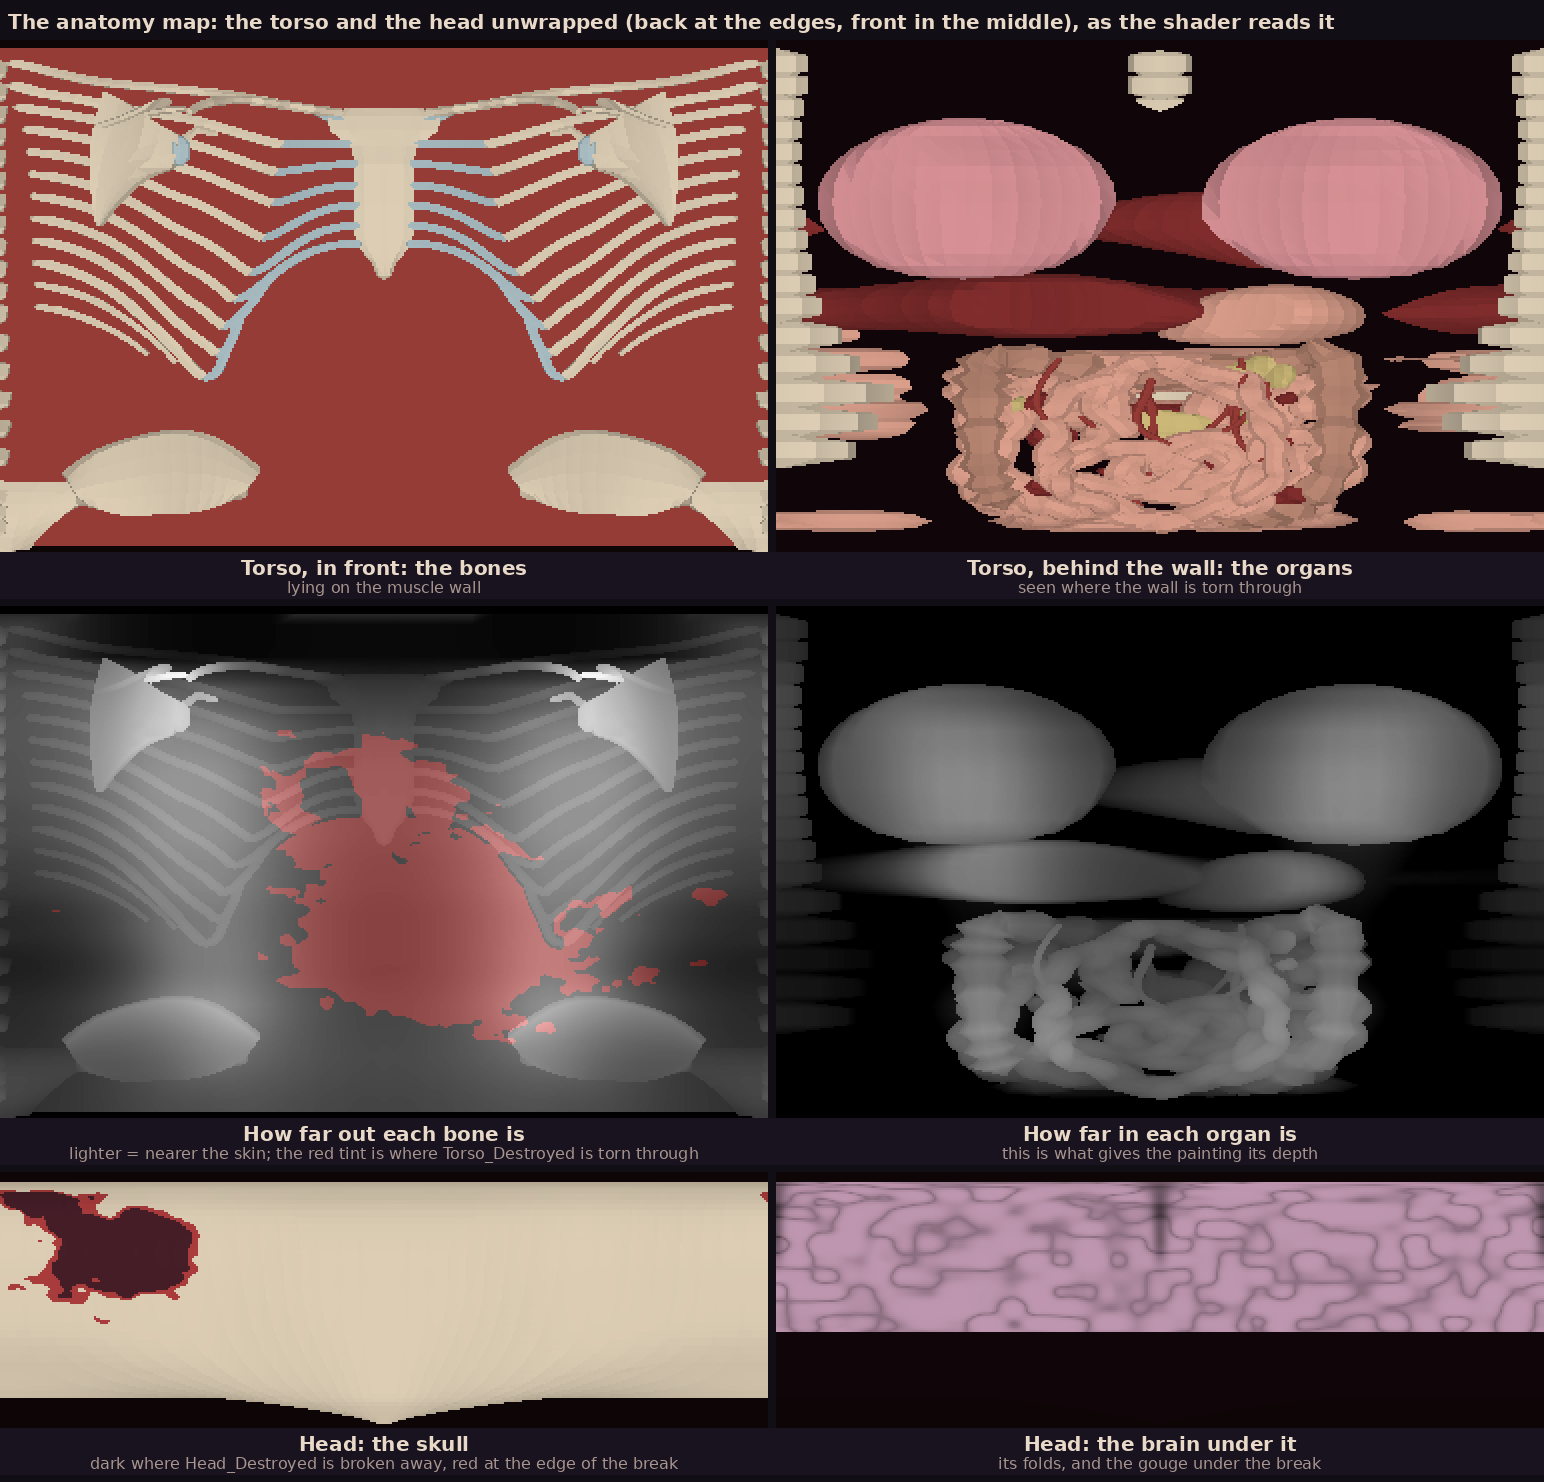 The anatomy map: the torso and the head unwrapped (back at the edges, front in the middle), as the shader reads it
Torso, in front: the bones
lying on the muscle wall
Torso, behind the wall: the organs
seen where the wall is torn through
How far out each bone is
lighter = nearer the skin; the red tint is where Torso_Destroyed is torn through
How far in each organ is
this is what gives the painting its depth
Head: the skull
dark where Head_Destroyed is broken away, red at the edge of the break
Head: the brain under it
its folds, and the gouge under the break